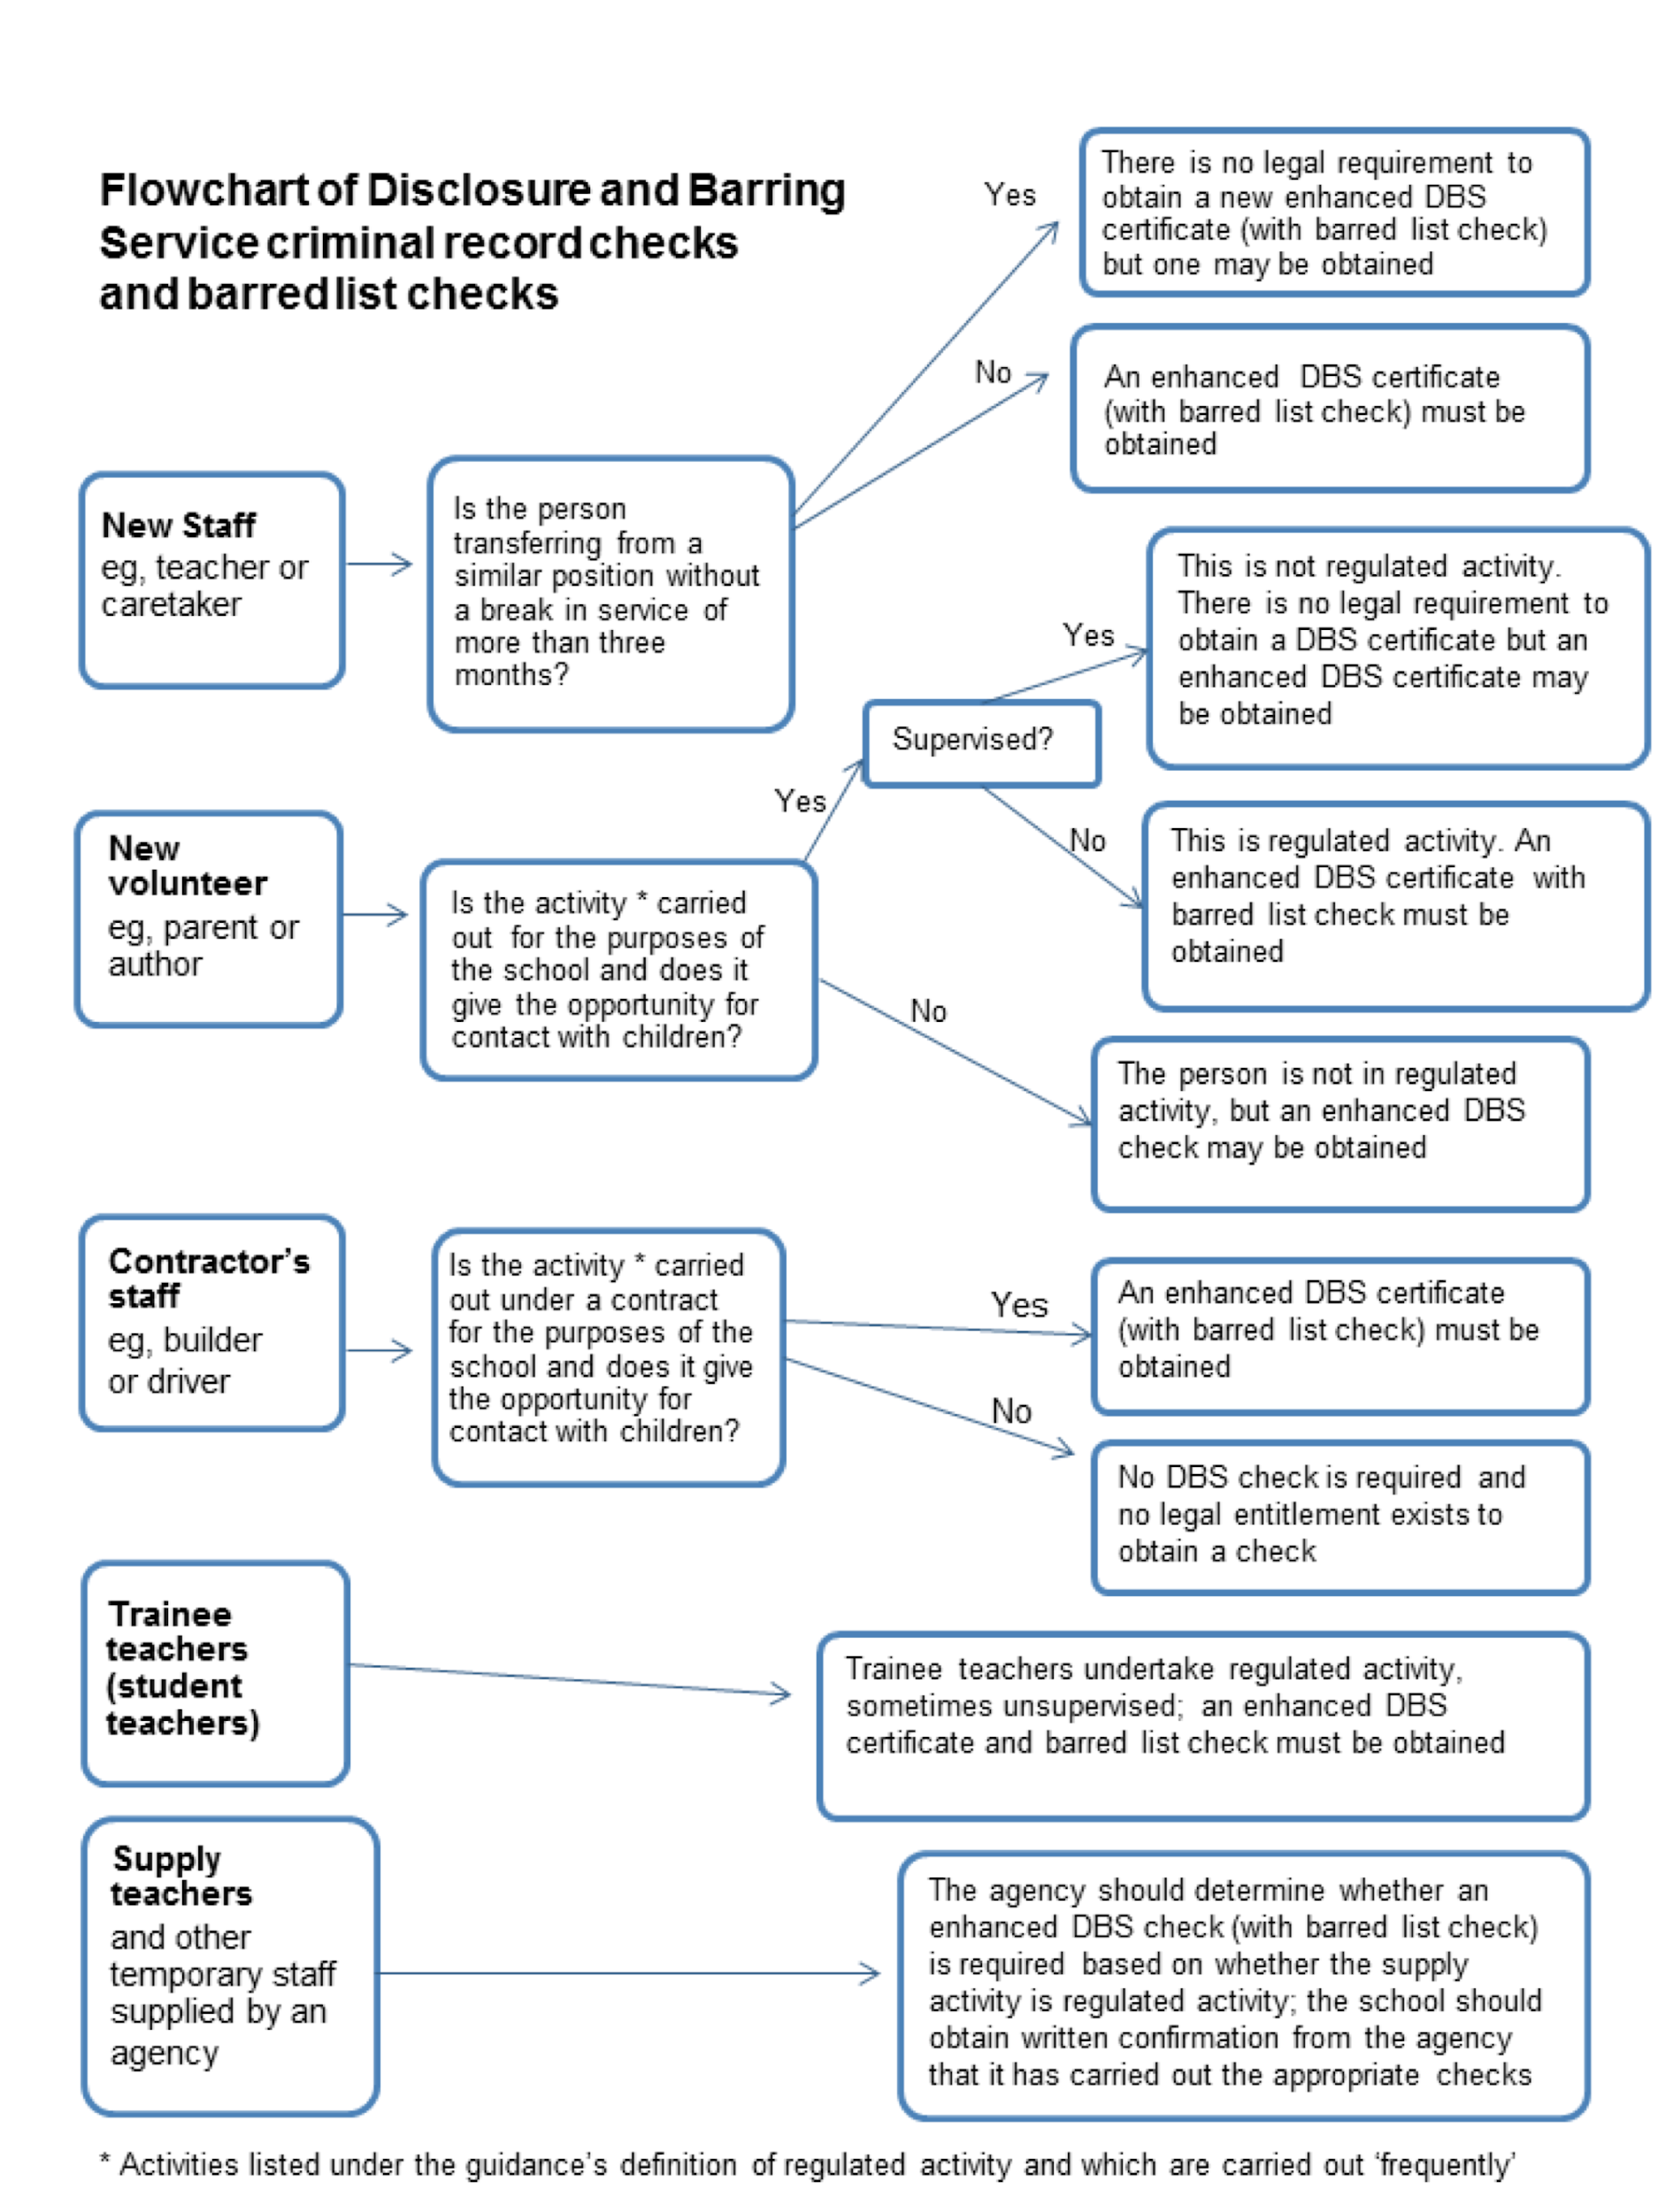 Flowchart of Disclosure and Barring
Service criminal record checks
and barred list checks
New Staff
eg, teacher or
caretaker
Is the person
transferring from a
similar position without
a break in service of
more than three
months?
Yes
There is no legal requirement to
obtain a new enhanced DBS
certificate (with barred list check)
but one may be obtained
No
An enhanced DBS certificate
(with barred list check) must be
obtained
New
volunteer
eg, parent or
author
Is the activity * carried
out for the purposes of
the school and does it
give the opportunity for
contact with children?
Yes
Supervised?
Yes
This is not regulated activity.
There is no legal requirement to
obtain a DBS certificate but an
enhanced DBS certificate may
be obtained
No
This is regulated activity. An
enhanced DBS certificate with
barred list check must be
obtained
No
The person is not in regulated
activity, but an enhanced DBS
check may be obtained
Contractor's
staff
eg, builder
or driver
Is the activity * carried
out under a contract
for the purposes of the
school and does it give
the opportunity for
contact with children?
Yes
An enhanced DBS certificate
(with barred list check) must be
obtained
No
No DBS check is required and
no legal entitlement exists to
obtain a check
Trainee
teachers
(student
teachers)
Trainee teachers undertake regulated activity,
sometimes unsupervised; an enhanced DBS
certificate and barred list check must be obtained
Supply
teachers
and other
temporary staff
supplied by an
agency
The agency should determine whether an
enhanced DBS check (with barred list check)
is required based on whether the supply
activity is regulated activity; the school should
obtain written confirmation from the agency
that it has carried out the appropriate checks
* Activities listed under the guidance's definition of regulated activity and which are carried out 'frequently'